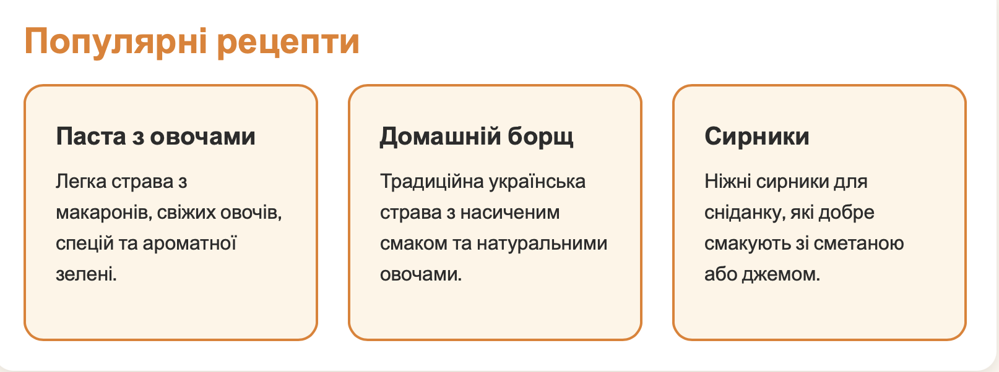 Популярні рецепти
Паста з овочами
Легка страва з
макаронів, свіжих овочів,
спецій та ароматної
зелені.
Домашній борщ
Традиційна українська
страва з насиченим
смаком та натуральними
овочами.
Сирники
Ніжні сирники для
сніданку, які добре
смакують зі сметаною
або джемом.